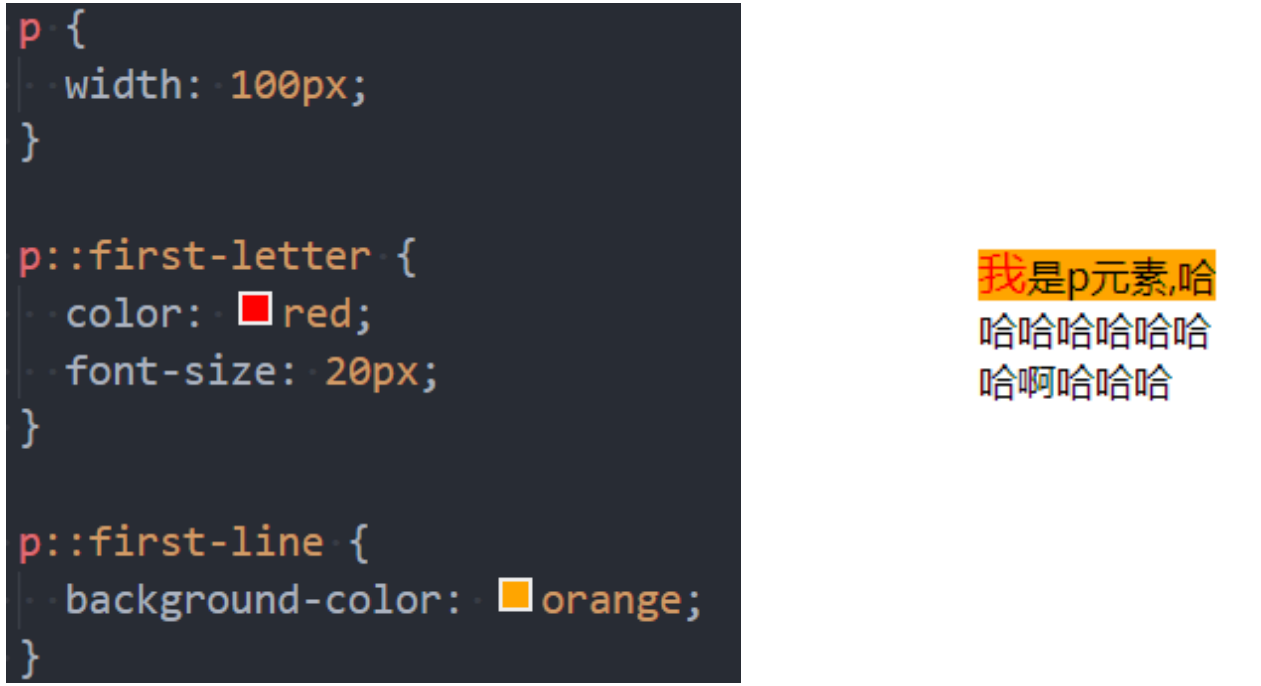 p {
  width: 100px;
}
p::first-letter {
  color: red;
  font-size: 20px;
}
p::first-line {
  background-color: orange;
}
我是p元素,哈
哈哈哈哈哈哈
哈啊哈哈哈